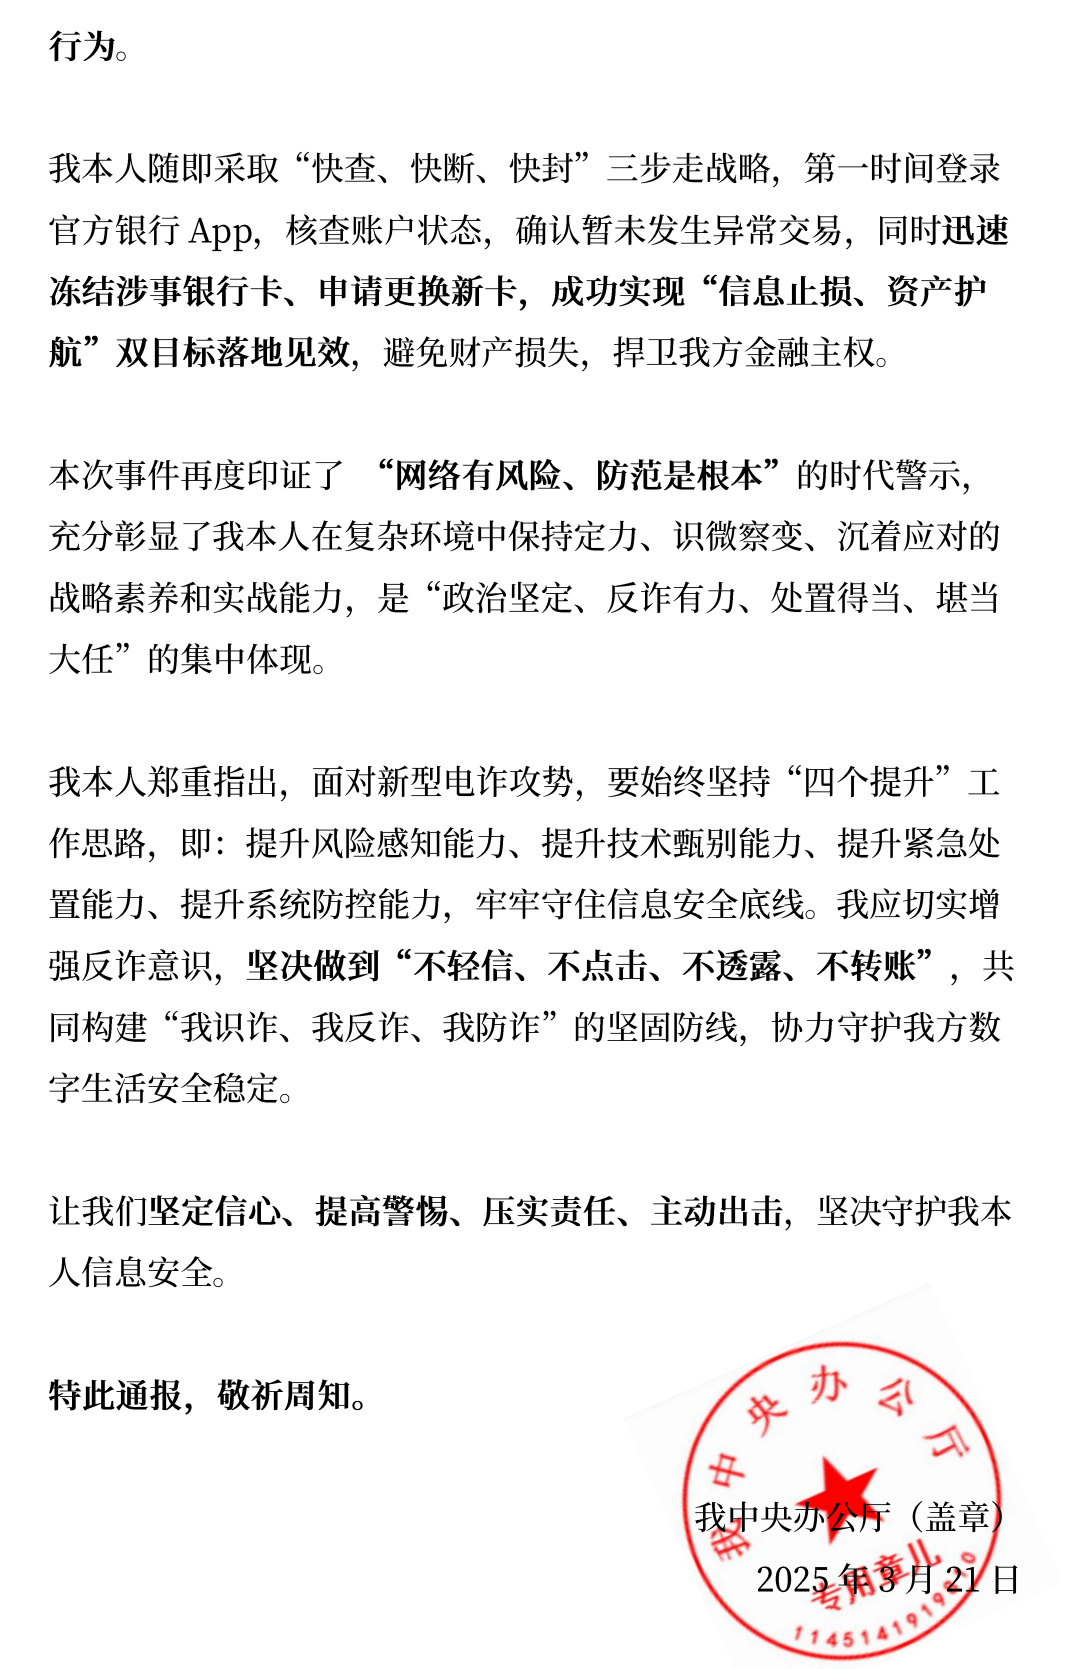 行为。
我本人随即采取“快查、快断、快封”三步走战略，第一时间登录
官方银行 App，核查账户状态，确认暂未发生异常交易，同时迅速
冻结涉事银行卡、申请更换新卡，成功实现“信息止损、资产护
航”双目标落地见效，避免财产损失，捍卫我方金融主权。
本次事件再度印证了 “网络有风险、防范是根本”的时代警示，
充分彰显了我本人在复杂环境中保持定力、识微察变、沉着应对的
战略素养和实战能力，是“政治坚定、反诈有力、处置得当、堪当
大任”的集中体现。
我本人郑重指出，面对新型电诈攻势，要始终坚持“四个提升”工
作思路，即：提升风险感知能力、提升技术甄别能力、提升紧急处
置能力、提升系统防控能力，牢牢守住信息安全底线。我应切实增
强反诈意识，坚决做到“不轻信、不点击、不透露、不转账”，共
同构建“我识诈、我反诈、我防诈”的坚固防线，协力守护我方数
字生活安全稳定。
让我们坚定信心、提高警惕、压实责任、主动出击，坚决守护我本
人信息安全。
特此通报，敬祈周知。
我中央办公厅
我中央办公厅（盖章）
2025 年 3 月 21 日
专用章儿
1145141919810